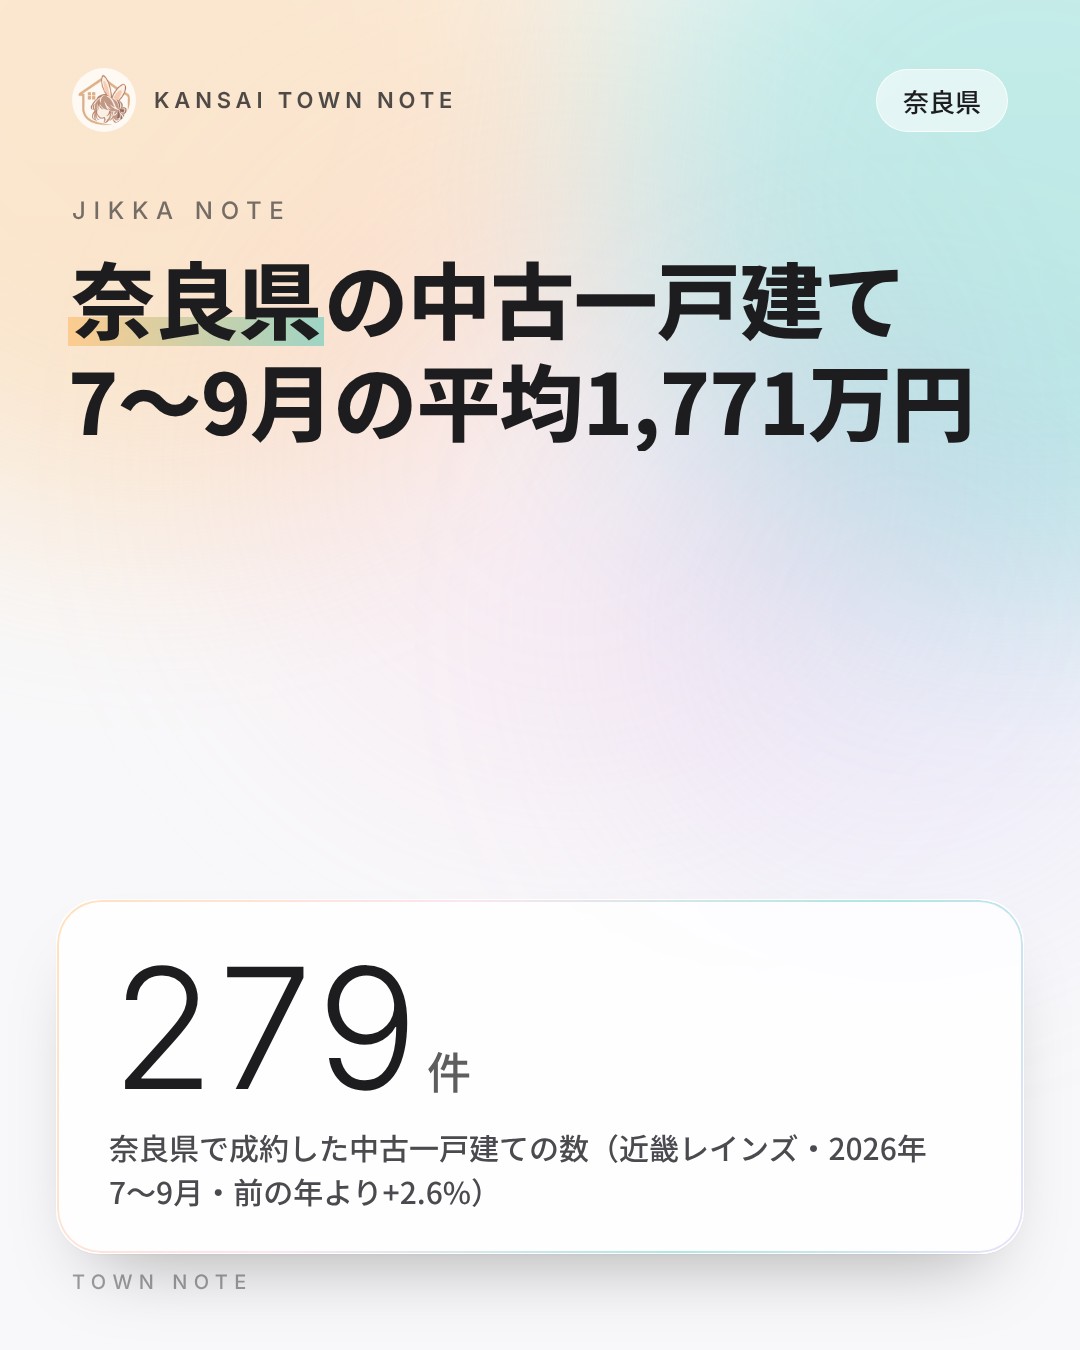 KANSAI TOWN NOTE
奈良県
JIKKA NOTE
奈良県の中古一戸建て
7〜9月の平均1,771万円
279件
奈良県で成約した中古一戸建ての数（近畿レインズ・2026年
7〜9月・前の年より+2.6%）
TOWN NOTE